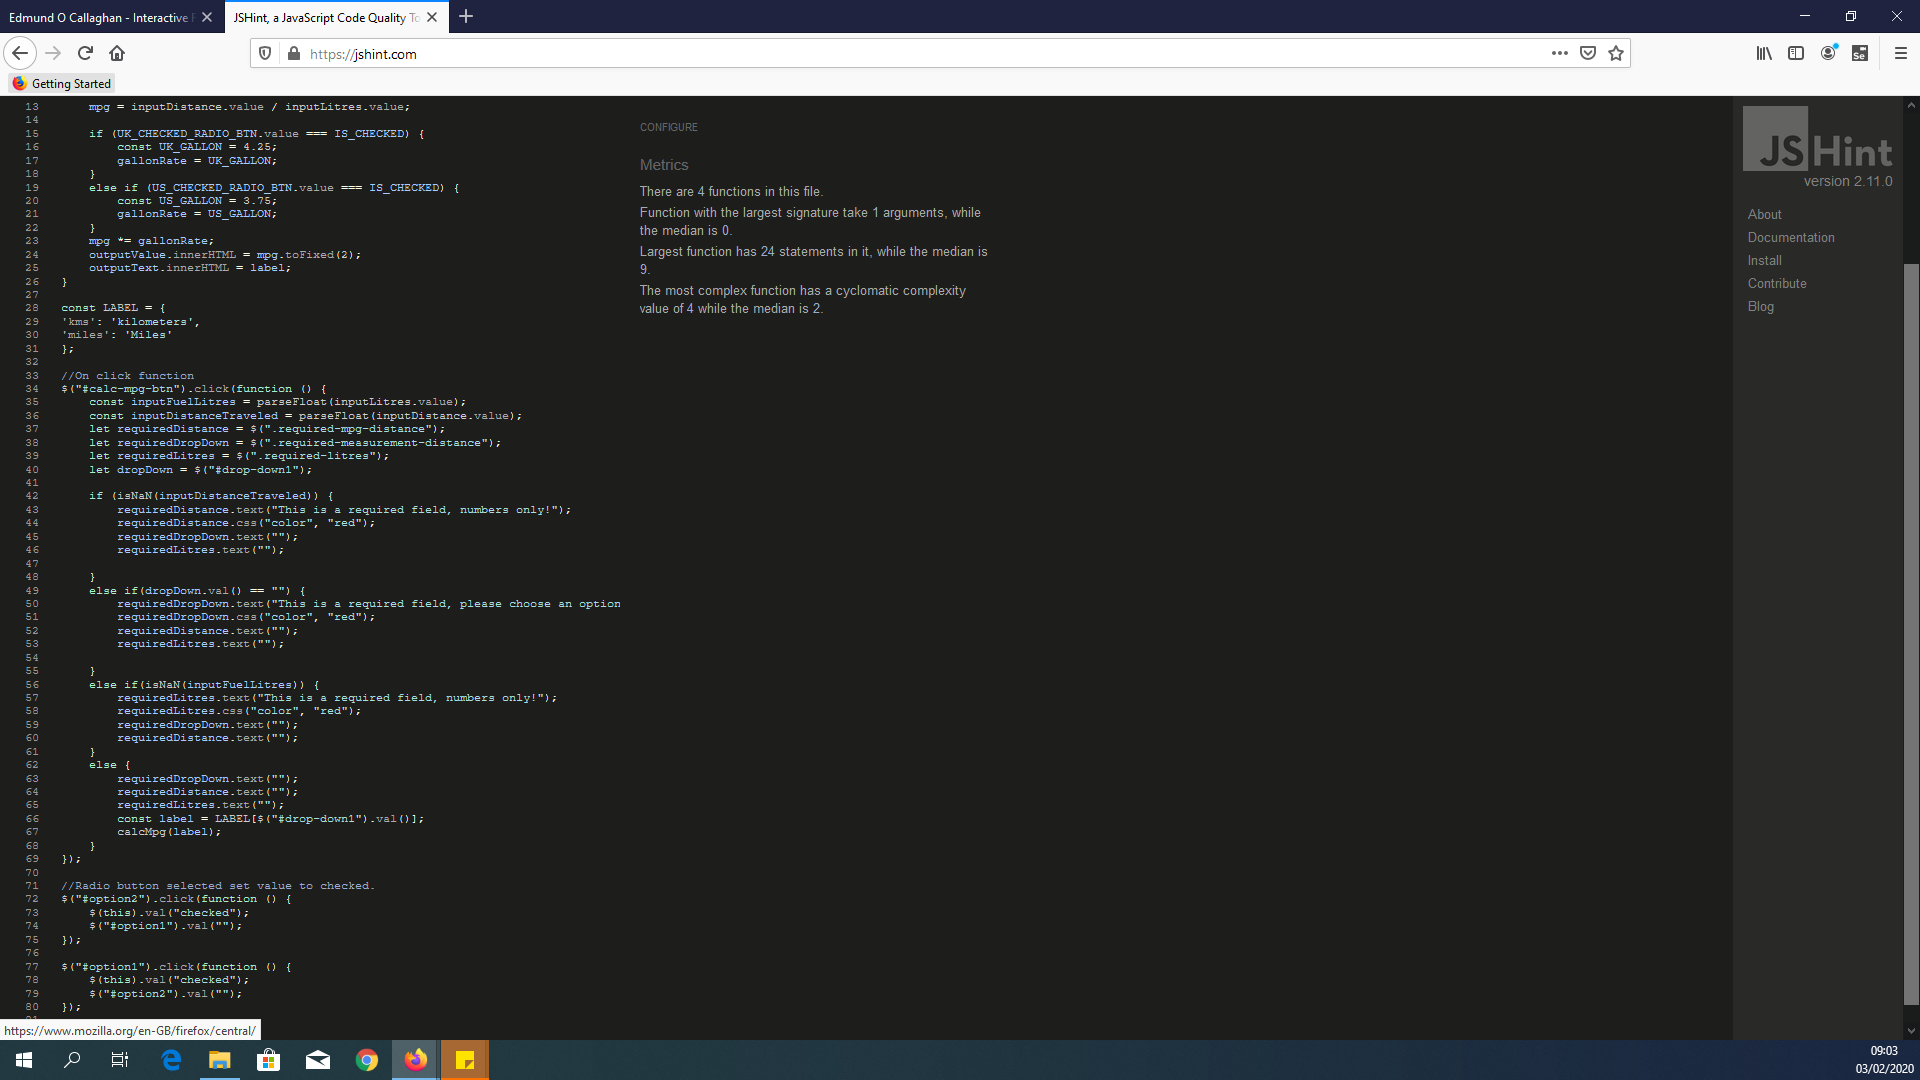 Edmund O Callaghan - Interactive F
JSHint, a JavaScript Code Quality To
https://jshint.com
Getting Started
13 mpg = inputDistance.value / inputLitres.value;
14
15 if (UK_CHECKED_RADIO_BTN.value === IS_CHECKED) {
16 const UK_GALLON = 4.25;
17 gallonRate = UK_GALLON;
18 }
19 else if (US_CHECKED_RADIO_BTN.value === IS_CHECKED) {
20 const US_GALLON = 3.75;
21 gallonRate = US_GALLON;
22 }
23 mpg *= gallonRate;
24 outputValue.innerHTML = mpg.toFixed(2);
25 outputText.innerHTML = label;
26 }
27
28 const LABEL = {
29 'kms': 'kilometers',
30 'miles': 'Miles'
31 };
32
33 //On click function
34 $("#calc-mpg-btn").click(function () {
35 const inputFuelLitres = parseFloat(inputLitres.value);
36 const inputDistanceTraveled = parseFloat(inputDistance.value);
37 let requiredDistance = $(".required-mpg-distance");
38 let requiredDropDown = $(".required-measurement-distance");
39 let requiredLitres = $(".required-litres");
40 let dropDown = $("#drop-down1");
41
42 if (isNaN(inputDistanceTraveled)) {
43 requiredDistance.text("This is a required field, numbers only!");
44 requiredDistance.css("color", "red");
45 requiredDropDown.text("");
46 requiredLitres.text("");
47
48 }
49 else if(dropDown.val() == "") {
50 requiredDropDown.text("This is a required field, please choose an option
51 requiredDropDown.css("color", "red");
52 requiredDistance.text("");
53 requiredLitres.text("");
54
55 }
56 else if(isNaN(inputFuelLitres)) {
57 requiredLitres.text("This is a required field, numbers only!");
58 requiredLitres.css("color", "red");
59 requiredDropDown.text("");
60 requiredDistance.text("");
61 }
62 else {
63 requiredDropDown.text("");
64 requiredDistance.text("");
65 requiredLitres.text("");
66 const label = LABEL[$("#drop-down1").val()];
67 calcMpg(label);
68 }
69 });
70
71 //Radio button selected set value to checked.
72 $("#option2").click(function () {
73 $(this).val("checked");
74 $("#option1").val("");
75 });
76
77 $("#option1").click(function () {
78 $(this).val("checked");
79 $("#option2").val("");
80 });
CONFIGURE
Metrics
There are 4 functions in this file.
Function with the largest signature take 1 arguments, while
the median is 0.
Largest function has 24 statements in it, while the median is
9.
The most complex function has a cyclomatic complexity
value of 4 while the median is 2.
JSHint
version 2.11.0
About
Documentation
Install
Contribute
Blog
https://www.mozilla.org/en-GB/firefox/central/
Se
09:03
03/02/2020